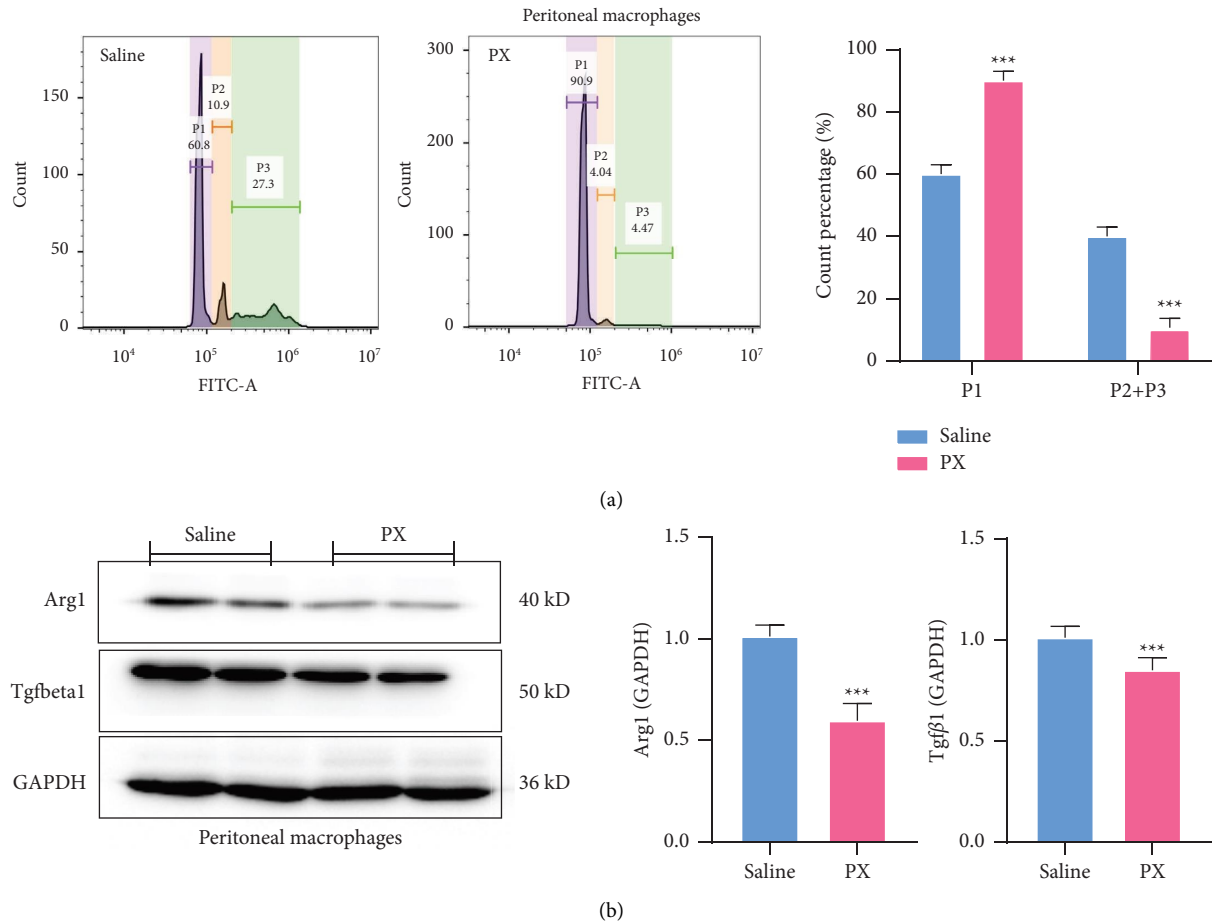 Peritoneal macrophages
Saline
P1
60.8
P2
10.9
P3
27.3
150
100
50
0
Count
10^4 10^5 10^6 10^7
FITC-A
PX
P1
90.9
P2
4.04
P3
4.47
300
200
100
0
Count
10^4 10^5 10^6 10^7
FITC-A
100
80
60
40
20
0
Count percentage (%)
***
***
P1 P2+P3
Saline
PX
(a)
Saline PX
Arg1 40 kD
Tgfbeta1 50 kD
GAPDH 36 kD
Peritoneal macrophages
1.5
1.0
0.5
0.0
Arg1 (GAPDH)
***
Saline PX
1.5
1.0
0.5
0.0
Tgfβ1 (GAPDH)
***
Saline PX
(b)